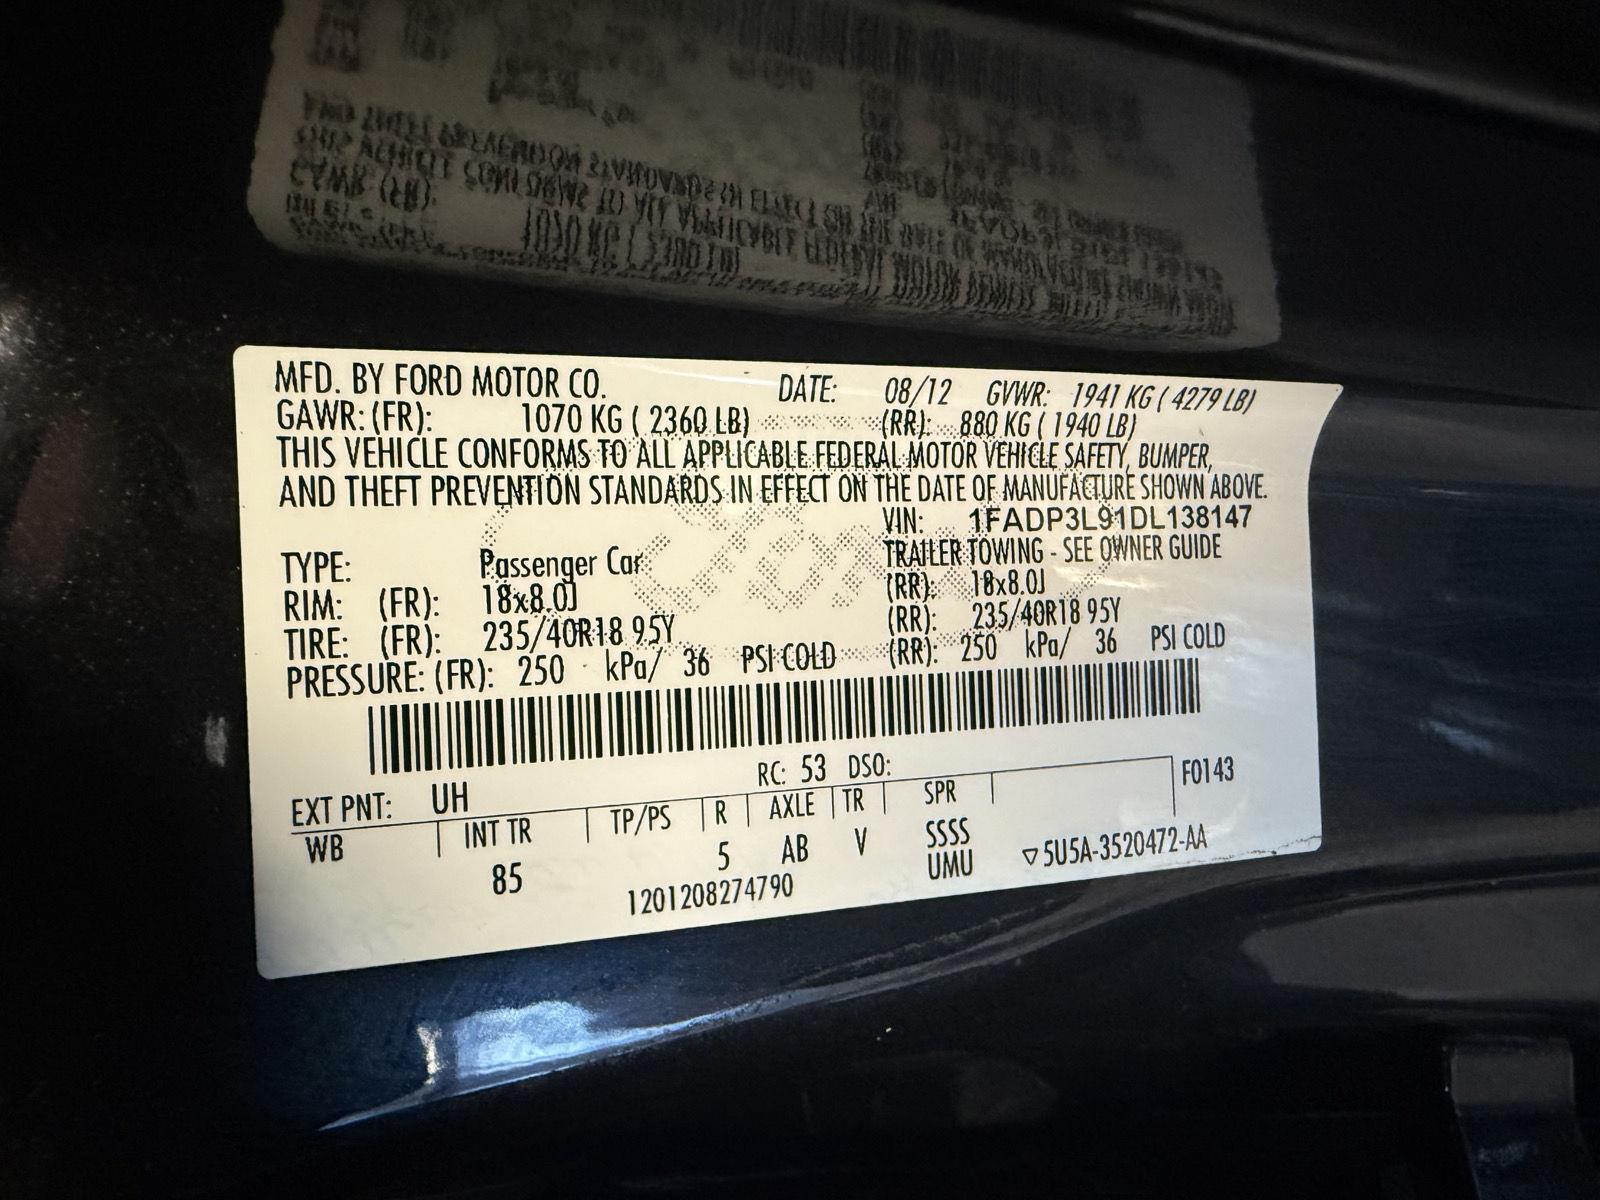 MFD. BY FORD MOTOR CO. DATE: 08/12 GVWR: 1941 KG ( 4279 LB)
GAWR: (FR): 1070 KG ( 2360 LB) (RR): 880 KG ( 1940 LB)
THIS VEHICLE CONFORMS TO ALL APPLICABLE FEDERAL MOTOR VEHICLE SAFETY, BUMPER,
AND THEFT PREVENTION STANDARDS IN EFFECT ON THE DATE OF MANUFACTURE SHOWN ABOVE.
VIN: 1FADP3L91DL138147
TYPE: Passenger Car TRAILER TOWING - SEE OWNER GUIDE
RIM: (FR): 18x8.0J (RR): 18x8.0J
TIRE: (FR): 235/40R18 95Y (RR): 235/40R18 95Y
PRESSURE: (FR): 250 kPa/ 36 PSI COLD (RR): 250 kPa/ 36 PSI COLD
RC: 53 DSO:
EXT PNT: UH F0143
WB INT TR TP/PS R AXLE TR SPR
85 5 AB V SSSS
UMU
1201208274790 ▽5U5A-3520472-AA